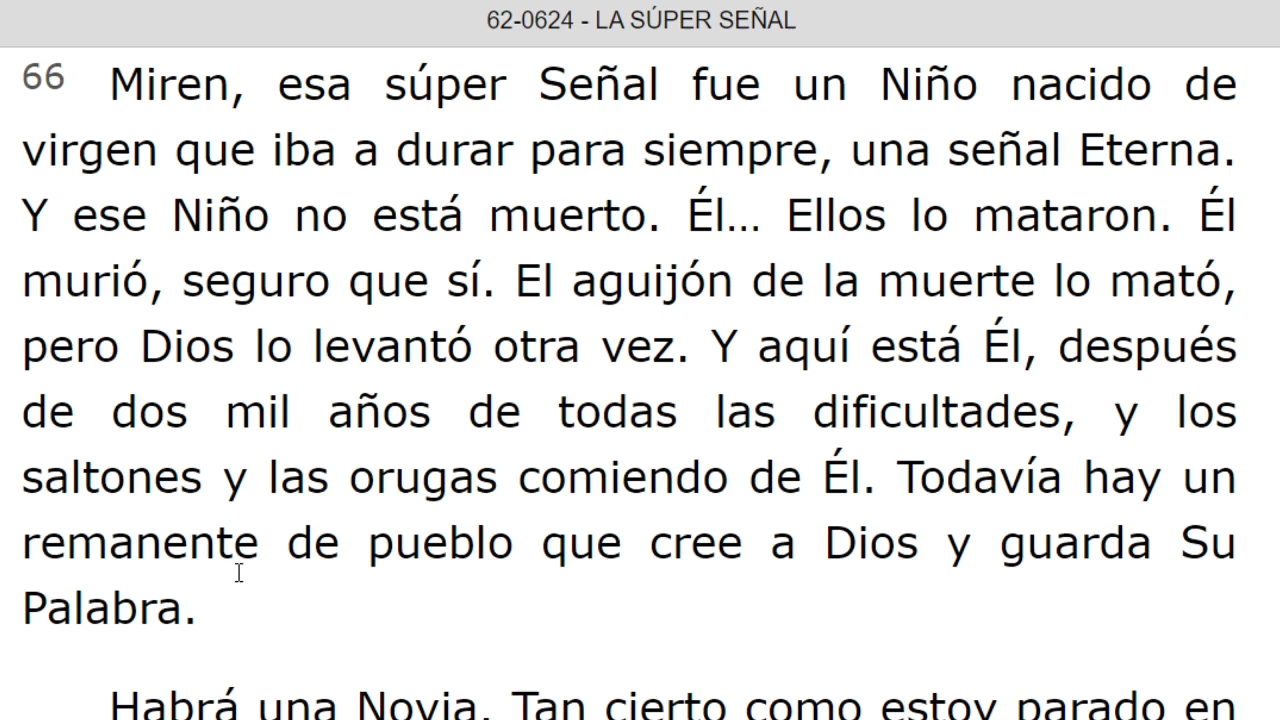 62-0624 - LA SÚPER SEÑAL
66 Miren, esa súper Señal fue un Niño nacido de
virgen que iba a durar para siempre, una señal Eterna.
Y ese Niño no está muerto. Él… Ellos lo mataron. Él
murió, seguro que sí. El aguijón de la muerte lo mató,
pero Dios lo levantó otra vez. Y aquí está Él, después
de dos mil años de todas las dificultades, y los
saltones y las orugas comiendo de Él. Todavía hay un
remanente de pueblo que cree a Dios y guarda Su
Palabra.
Habrá una Novia. Tan cierto como estoy parado en